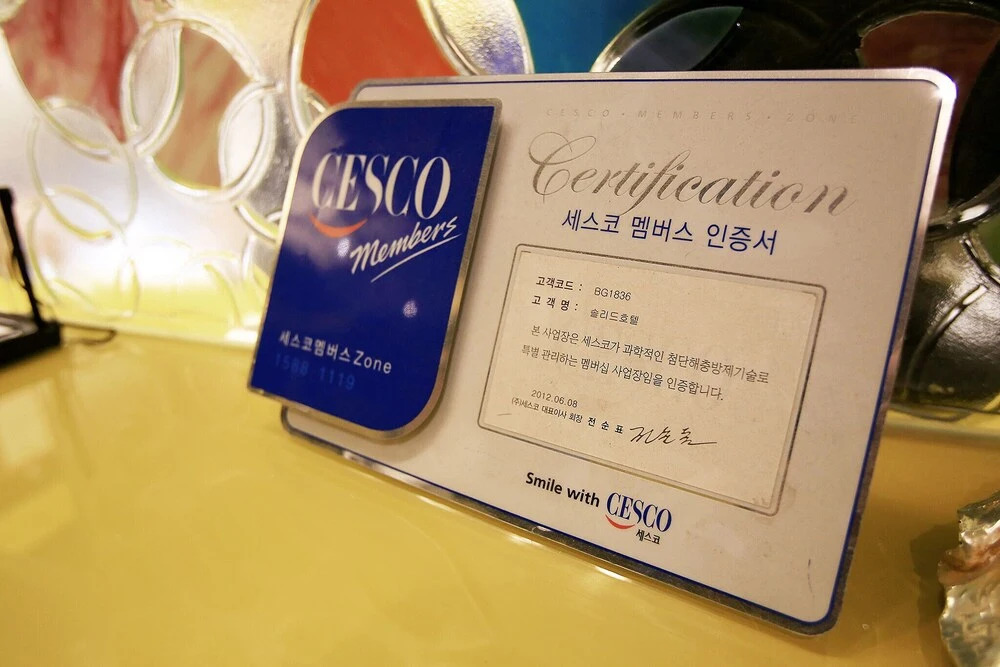 CESCO
Members
세스코멤버스Zone
1588 1119
CESCO · MEMBERS · ZONE
Certification
세스코 멤버스 인증서
고객코드 : BG1836
고 객 명 : 솔리드호텔
본 사업장은 세스코가 과학적인 첨단해충방제기술로
특별 관리하는 멤버십 사업장임을 인증합니다.
2012.06.08
(주)세스코 대표이사 회장 전 순 표
Smile with CESCO
세스코